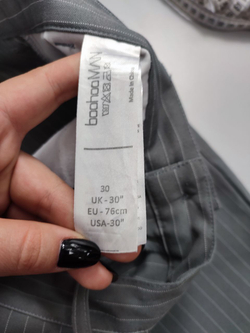 boohooMAN
30
UK - 30"
EU - 76cm
USA-30"